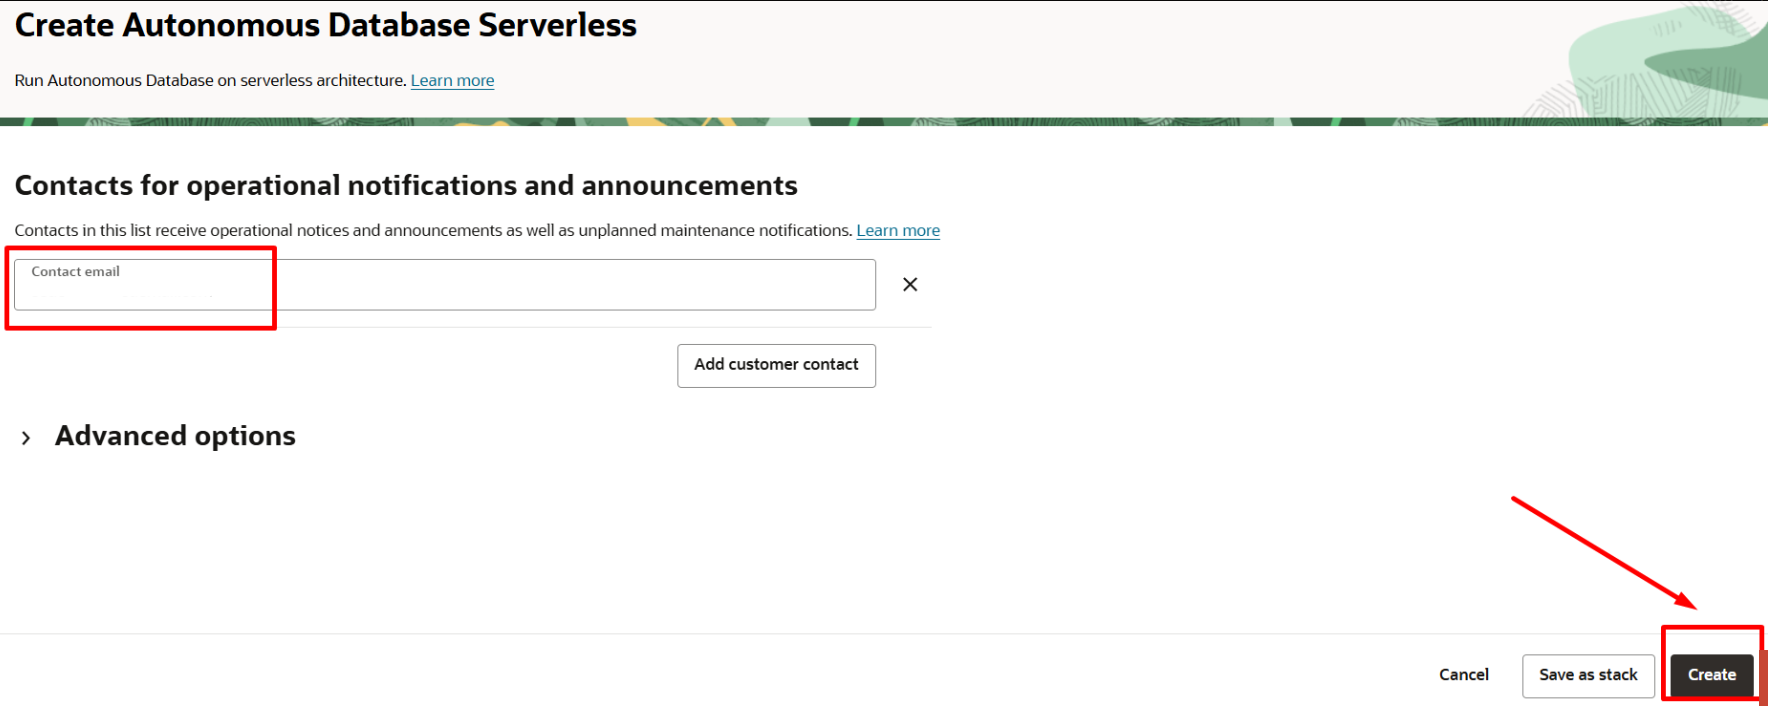 Create Autonomous Database Serverless
Run Autonomous Database on serverless architecture. Learn more
Contacts for operational notifications and announcements
Contacts in this list receive operational notices and announcements as well as unplanned maintenance notifications. Learn more
Contact email
Add customer contact
Advanced options
Cancel
Save as stack
Create